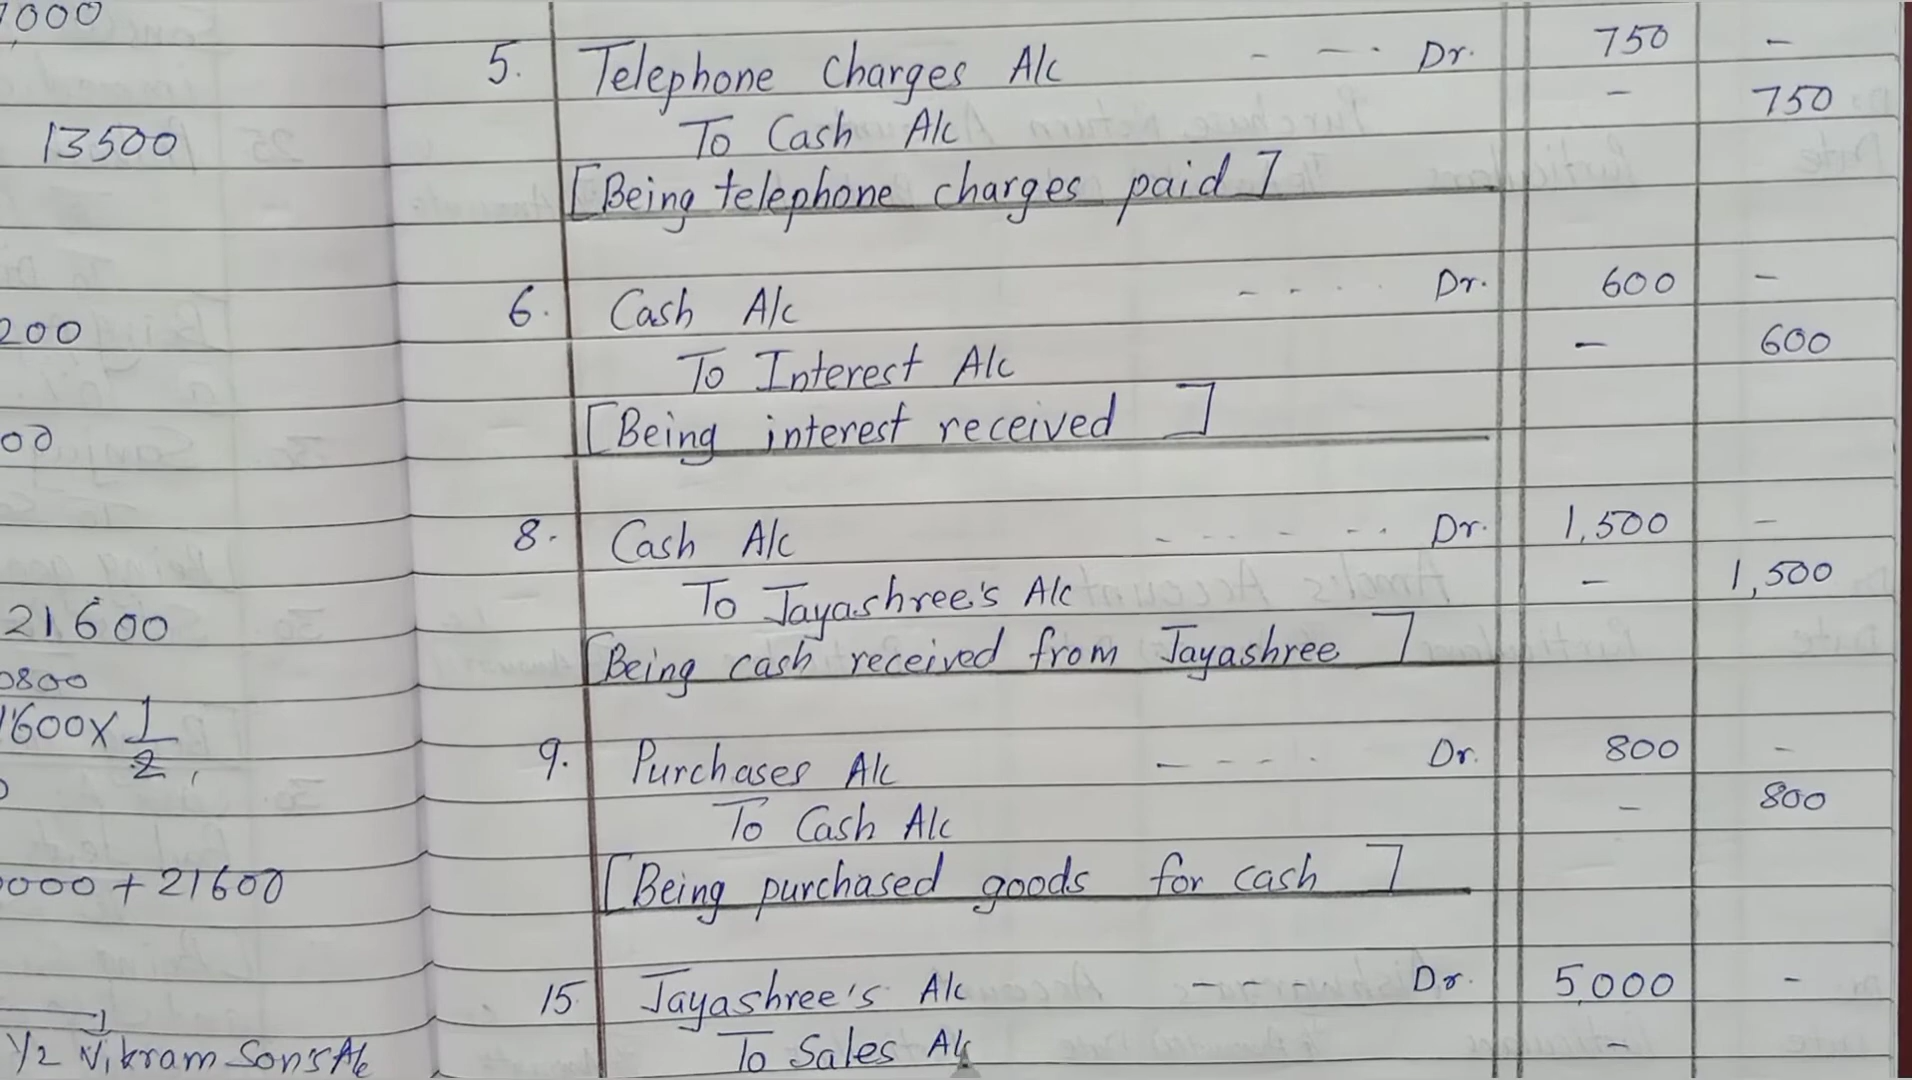 000
13500
200
00
21600
0800
1600 x 1/2
000 + 21600
1/2 Vikram Son's A/c
5. Telephone Charges A/c - - - · Dr. 750 -
To Cash A/c - 750
[Being telephone charges paid]
6. Cash A/c - - · · Dr. 600 -
To Interest A/c - 600
[Being interest received ]
8. Cash A/c - - - - - · · Dr. 1,500 -
To Jayashree's A/c - 1,500
[Being cash received from Jayashree ]
9. Purchases A/c - - - - · Dr. 800 -
To Cash A/c - 800
[Being purchased goods for cash ]
15 Jayashree's A/c - - - - - Dr. 5,000 -
To Sales A/c -